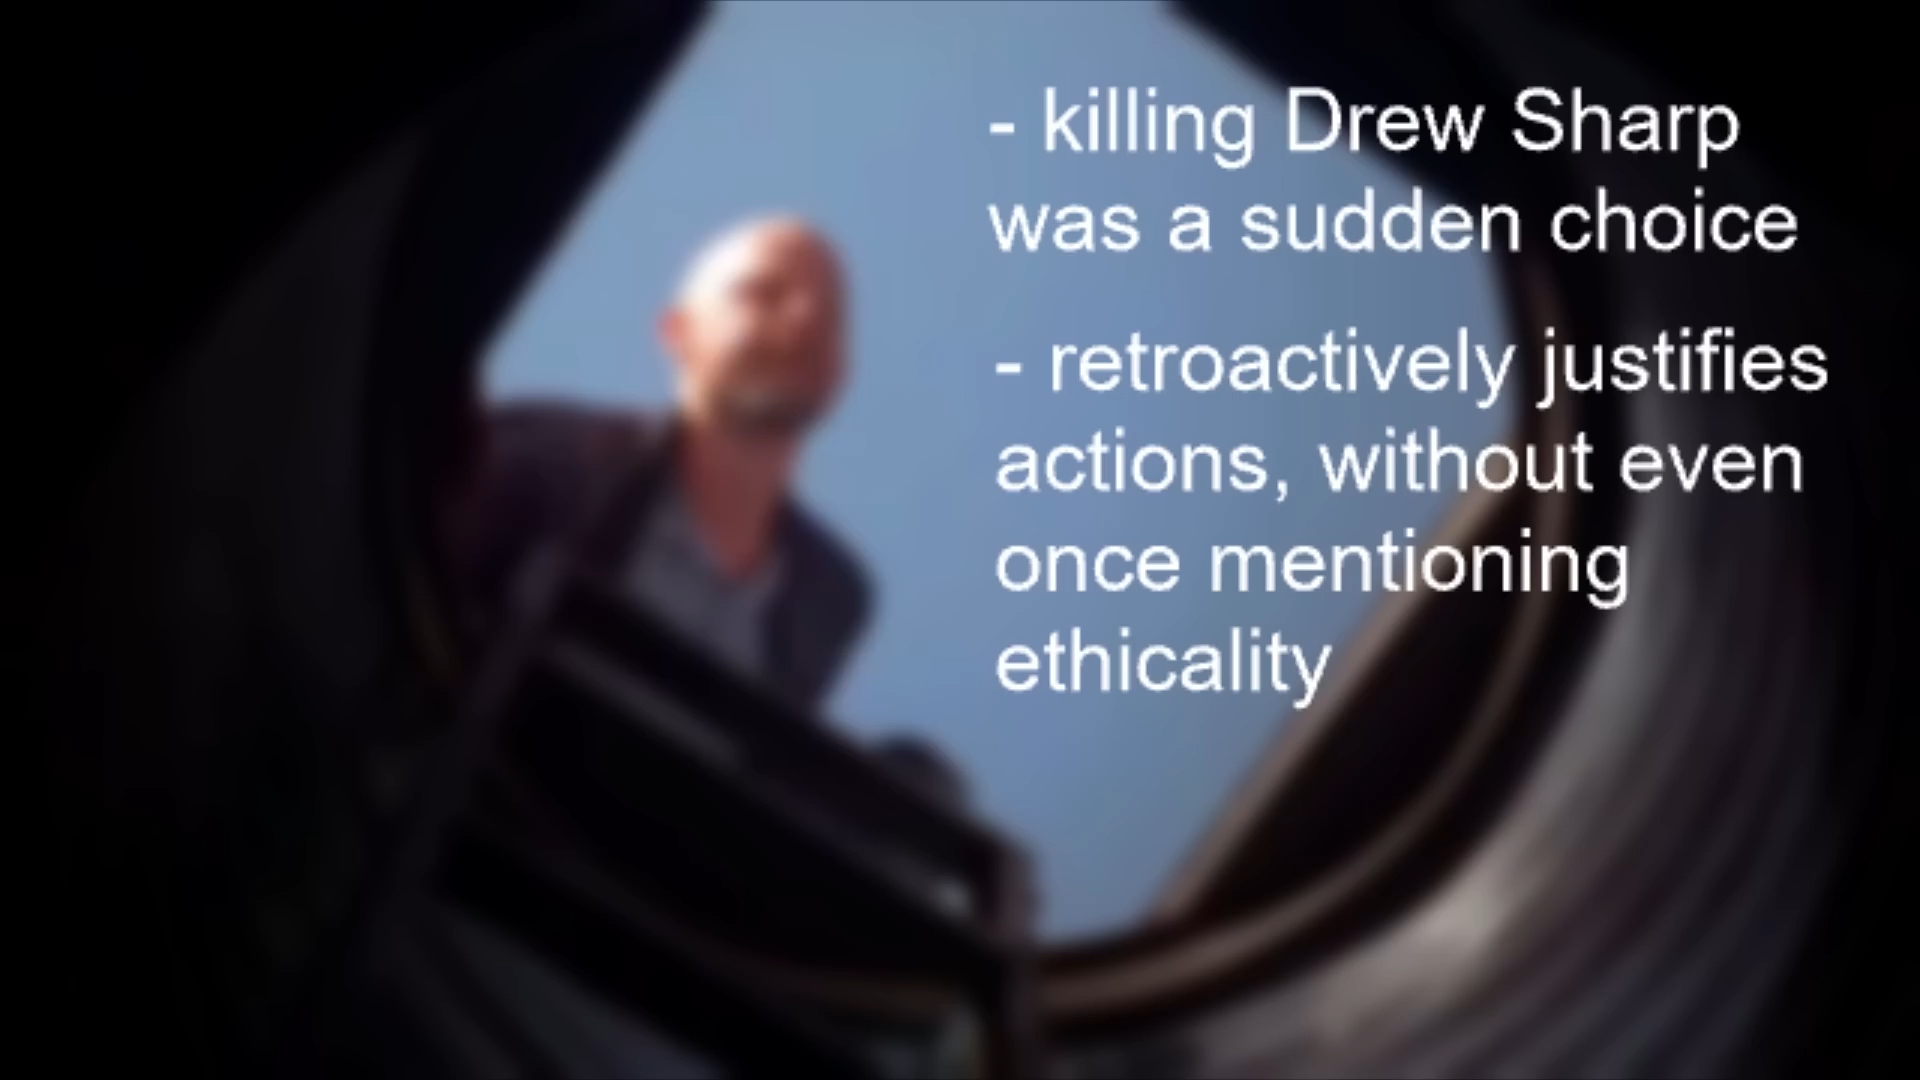 - killing Drew Sharp
was a sudden choice
- retroactively justifies
actions, without even
once mentioning
ethicality